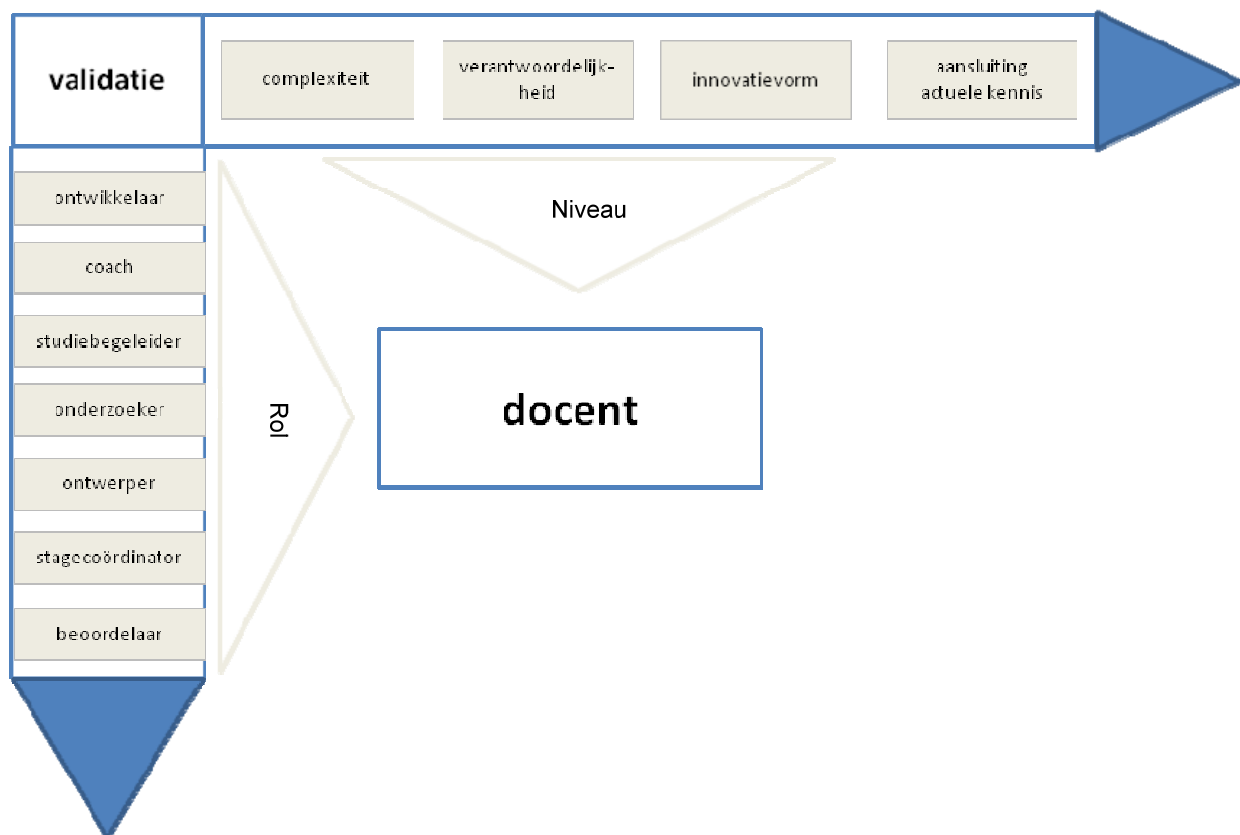 validatie
complexiteit
verantwoordelijk-
heid
innovatievorm
aansluiting
actuele kennis
ontwikkelaar
Niveau
coach
studiebegeleider
onderzoeker
Rol
docent
ontwerper
stagecoördinator
beoordelaar